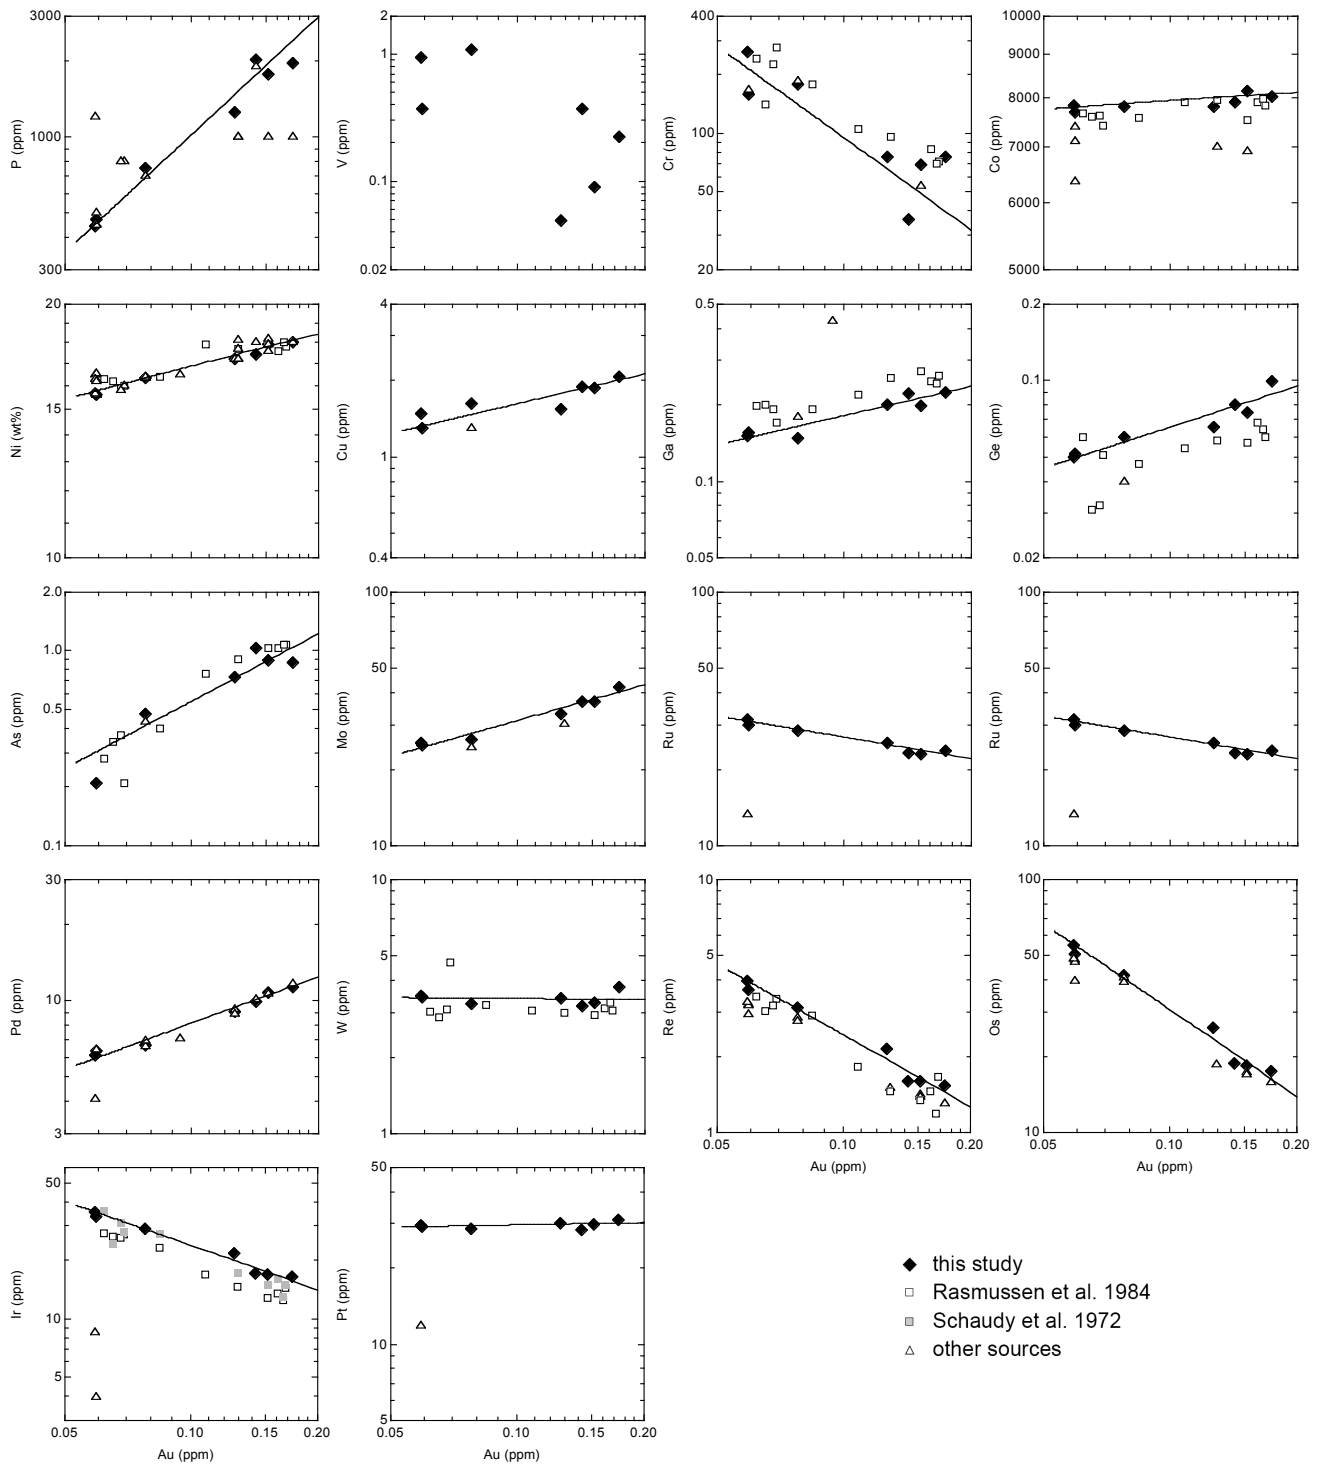 3000
1000
300
P (ppm)
2
1
0.1
0.02
V (ppm)
400
100
50
20
Cr (ppm)
10000
9000
8000
7000
6000
5000
Co (ppm)
20
15
10
Ni (wt%)
4
1
0.4
Cu (ppm)
0.5
0.1
0.05
Ga (ppm)
0.2
0.1
0.02
Ge (ppm)
2.0
1.0
0.5
0.1
As (ppm)
100
50
10
Mo (ppm)
100
50
10
Ru (ppm)
100
50
10
Ru (ppm)
30
10
3
Pd (ppm)
10
5
1
W (ppm)
10
5
1
Re (ppm)
0.05 0.10 0.15 0.20
Au (ppm)
100
50
10
Os (ppm)
0.05 0.10 0.15 0.20
Au (ppm)
50
10
5
Ir (ppm)
0.05 0.10 0.15 0.20
Au (ppm)
50
10
5
Pt (ppm)
0.05 0.10 0.15 0.20
Au (ppm)
this study
Rasmussen et al. 1984
Schaudy et al. 1972
other sources